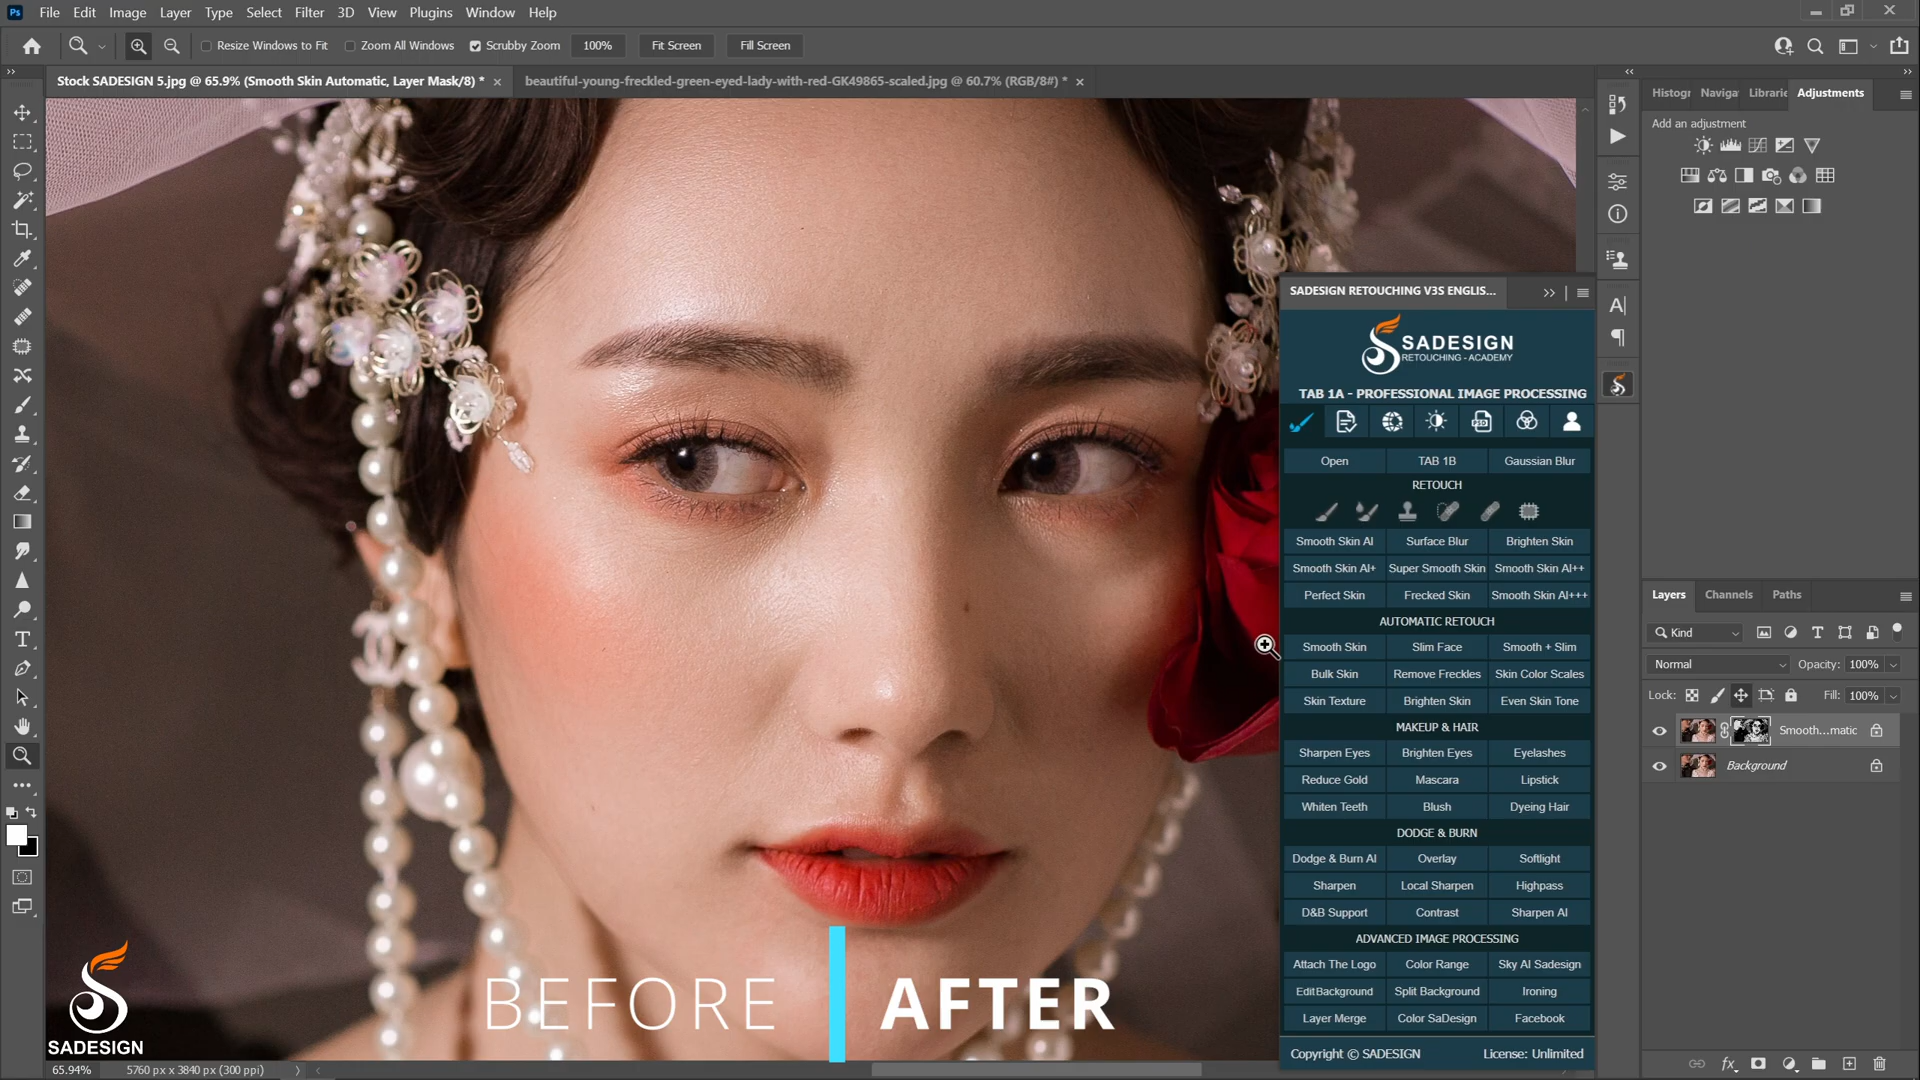 Ps File Edit Image Layer Type Select Filter 3D View Plugins Window Help
Resize Windows to Fit Zoom All Windows Scrubby Zoom 100% Fit Screen Fill Screen
Stock SADESIGN 5.jpg @ 65.9% (Smooth Skin Automatic, Layer Mask/8) * × beautiful-young-freckled-green-eyed-lady-with-red-GK49865-scaled.jpg @ 60.7% (RGB/8#) * ×
Histogr Naviga Librarie Adjustments
Add an adjustment
SADESIGN RETOUCHING V3S ENGLIS...
SADESIGN
RETOUCHING - ACADEMY
TAB 1A - PROFESSIONAL IMAGE PROCESSING
Open TAB 1B Gaussian Blur
RETOUCH
Smooth Skin AI Surface Blur Brighten Skin
Smooth Skin AI+ Super Smooth Skin Smooth Skin AI++
Perfect Skin Frecked Skin Smooth Skin AI+++
AUTOMATIC RETOUCH
Smooth Skin Slim Face Smooth + Slim
Bulk Skin Remove Freckles Skin Color Scales
Skin Texture Brighten Skin Even Skin Tone
MAKEUP & HAIR
Sharpen Eyes Brighten Eyes Eyelashes
Reduce Gold Mascara Lipstick
Whiten Teeth Blush Dyeing Hair
DODGE & BURN
Dodge & Burn AI Overlay Softlight
Sharpen Local Sharpen Highpass
D&B Support Contrast Sharpen AI
ADVANCED IMAGE PROCESSING
Attach The Logo Color Range Sky AI Sadesign
Edit Background Split Background Ironing
Layer Merge Color SaDesign Facebook
Copyright © SADESIGN License: Unlimited
Layers Channels Paths
Kind
Normal Opacity: 100%
Lock: Fill: 100%
Smooth...matic
Background
BEFORE AFTER
SADESIGN
65.94% 5760 px x 3840 px (300 ppi)